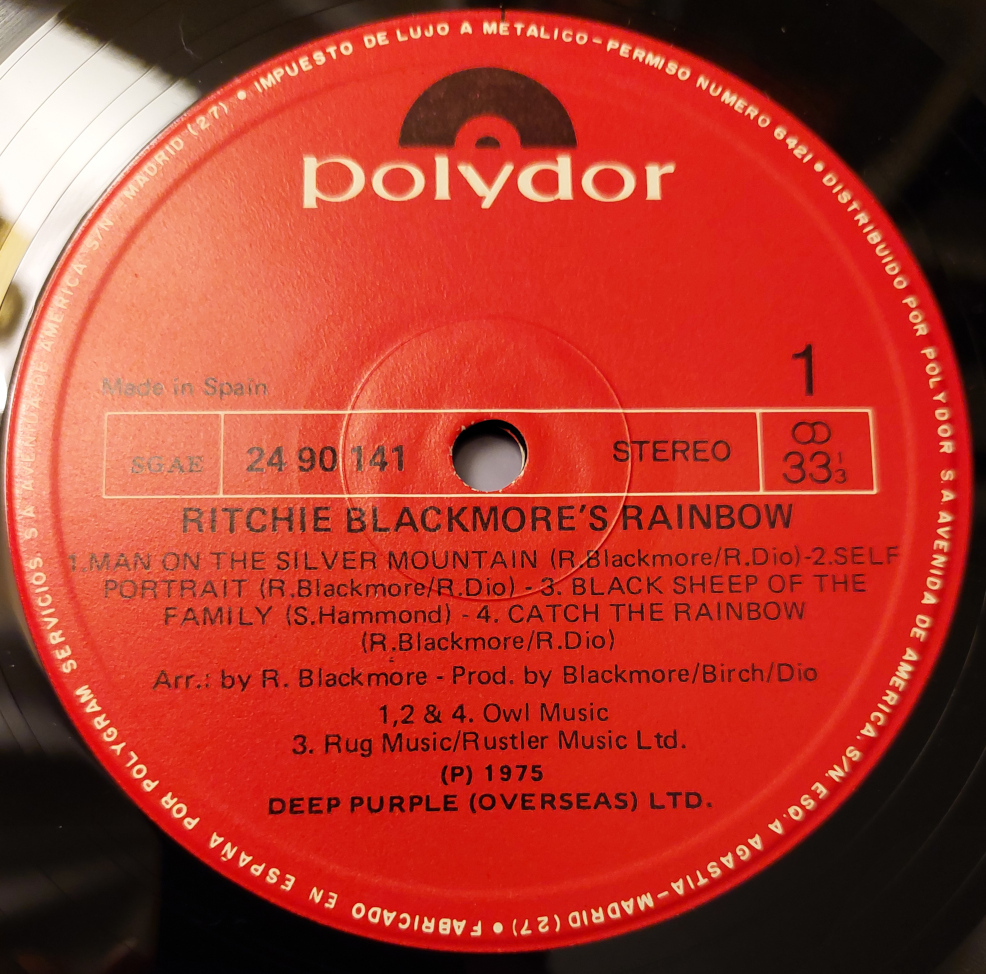 IMPUESTO DE LUJO A METALICO - PERMISO NUMERO 6421 • DISTRIBUIDO POR POLYDOR S A AVENIDA DE AMERICA, S/N ESQ. A AGASTIA - MADRID (27) • FABRICADO EN ESPAÑA POR POLYGRAM SERVICIOS, S A AVENIDA DE AMERICA S/N MADRID (27) •
polydor
1
Made in Spain
SGAE 24 90 141 STEREO 33 1/3
RITCHIE BLACKMORE'S RAINBOW
1.MAN ON THE SILVER MOUNTAIN (R.Blackmore/R.Dio)-2.SELF
PORTRAIT (R.Blackmore/R.Dio) - 3. BLACK SHEEP OF THE
FAMILY (S.Hammond) - 4. CATCH THE RAINBOW
(R.Blackmore/R.Dio)
Arr.: by R. Blackmore - Prod. by Blackmore/Birch/Dio
1,2 & 4. Owl Music
3. Rug Music/Rustler Music Ltd.
(P) 1975
DEEP PURPLE (OVERSEAS) LTD.